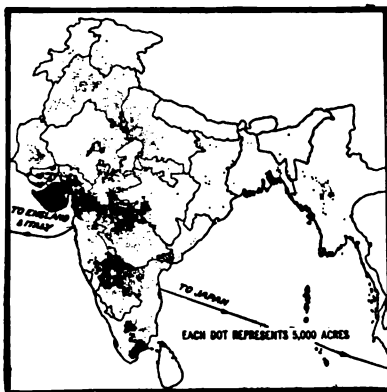 TO ENGLAND
& ITALY
TO JAPAN
EACH DOT REPRESENTS 5,000 ACRES